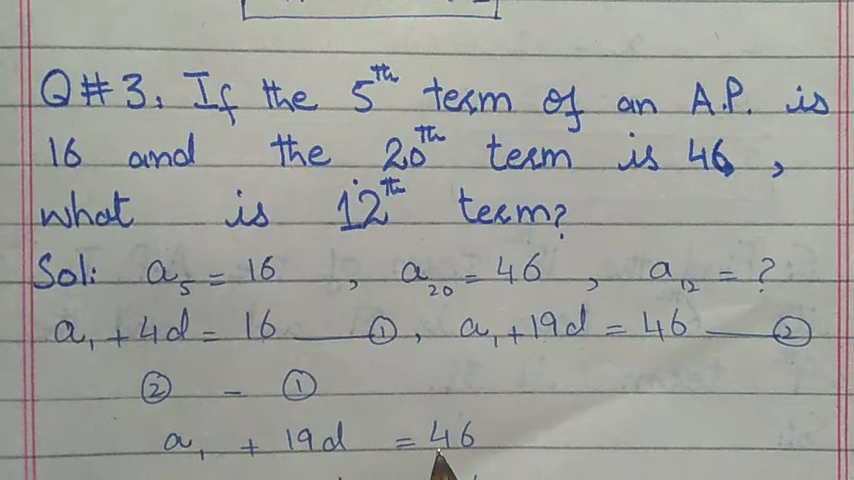 Q#3. If the 5th term of an A.P. is
16 and the 20th term is 46,
what is 12th term?
Sol: a₅ = 16 , a₂₀ = 46 , a₁₂ = ?
a₁ + 4d = 16 —— ① , a₁ + 19d = 46 —— ②
② - ①
a₁ + 19d = 46